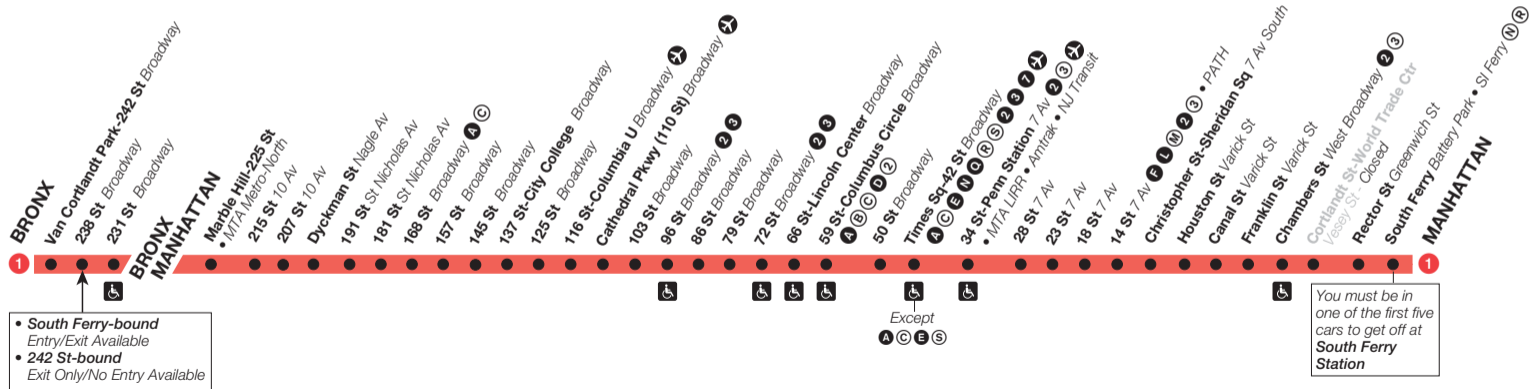 1
BRONX
Van Cortlandt Park-242 St Broadway
238 St Broadway
231 St Broadway
BRONX
MANHATTAN
Marble Hill-225 St
• MTA Metro-North
215 St 10 Av
207 St 10 Av
Dyckman St Nagle Av
191 St St Nicholas Av
181 St St Nicholas Av
168 St Broadway A C
157 St Broadway
145 St Broadway
137 St-City College Broadway
125 St Broadway
116 St-Columbia U Broadway
Cathedral Pkwy (110 St) Broadway
103 St Broadway
96 St Broadway 2 3
86 St Broadway
79 St Broadway
72 St Broadway 2 3
66 St-Lincoln Center Broadway
59 St-Columbus Circle Broadway
A B C D 2
50 St Broadway
Times Sq-42 St Broadway
A C E N Q R S 2 3 7
34 St-Penn Station 7 Av 2 3
• MTA LIRR • Amtrak • NJ Transit
28 St 7 Av
23 St 7 Av
18 St 7 Av
14 St 7 Av F L M 2 3 • PATH
Christopher St-Sheridan Sq 7 Av South
Houston St Varick St
Canal St Varick St
Franklin St Varick St
Chambers St West Broadway 2 3
Cortlandt St-World Trade Ctr
Vesey St - Closed
Rector St Greenwich St
South Ferry Battery Park • SI Ferry N R
MANHATTAN
1
Except
A C E S
• South Ferry-bound
Entry/Exit Available
• 242 St-bound
Exit Only/No Entry Available
You must be in
one of the first five
cars to get off at
South Ferry
Station